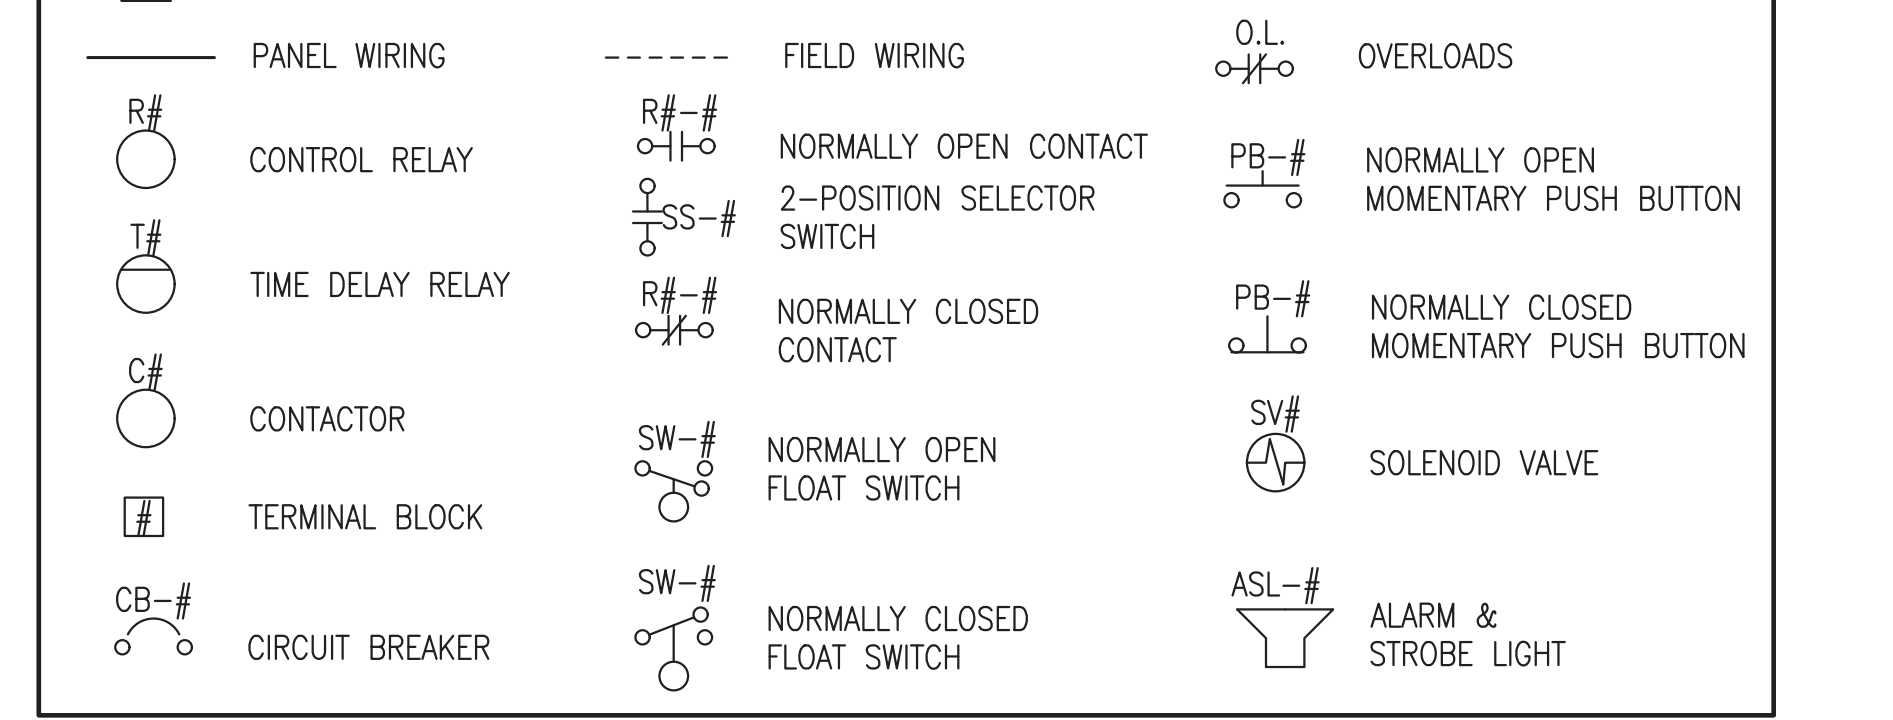 PANEL WIRING
R#
CONTROL RELAY
T#
TIME DELAY RELAY
C#
CONTACTOR
#
TERMINAL BLOCK
CB-#
CIRCUIT BREAKER
FIELD WIRING
R#-#
NORMALLY OPEN CONTACT
SS-#
2-POSITION SELECTOR
SWITCH
R#-#
NORMALLY CLOSED
CONTACT
SW-#
NORMALLY OPEN
FLOAT SWITCH
SW-#
NORMALLY CLOSED
FLOAT SWITCH
O.L.
OVERLOADS
PB-#
NORMALLY OPEN
MOMENTARY PUSH BUTTON
PB-#
NORMALLY CLOSED
MOMENTARY PUSH BUTTON
SV#
SOLENOID VALVE
ASL-#
ALARM &
STROBE LIGHT